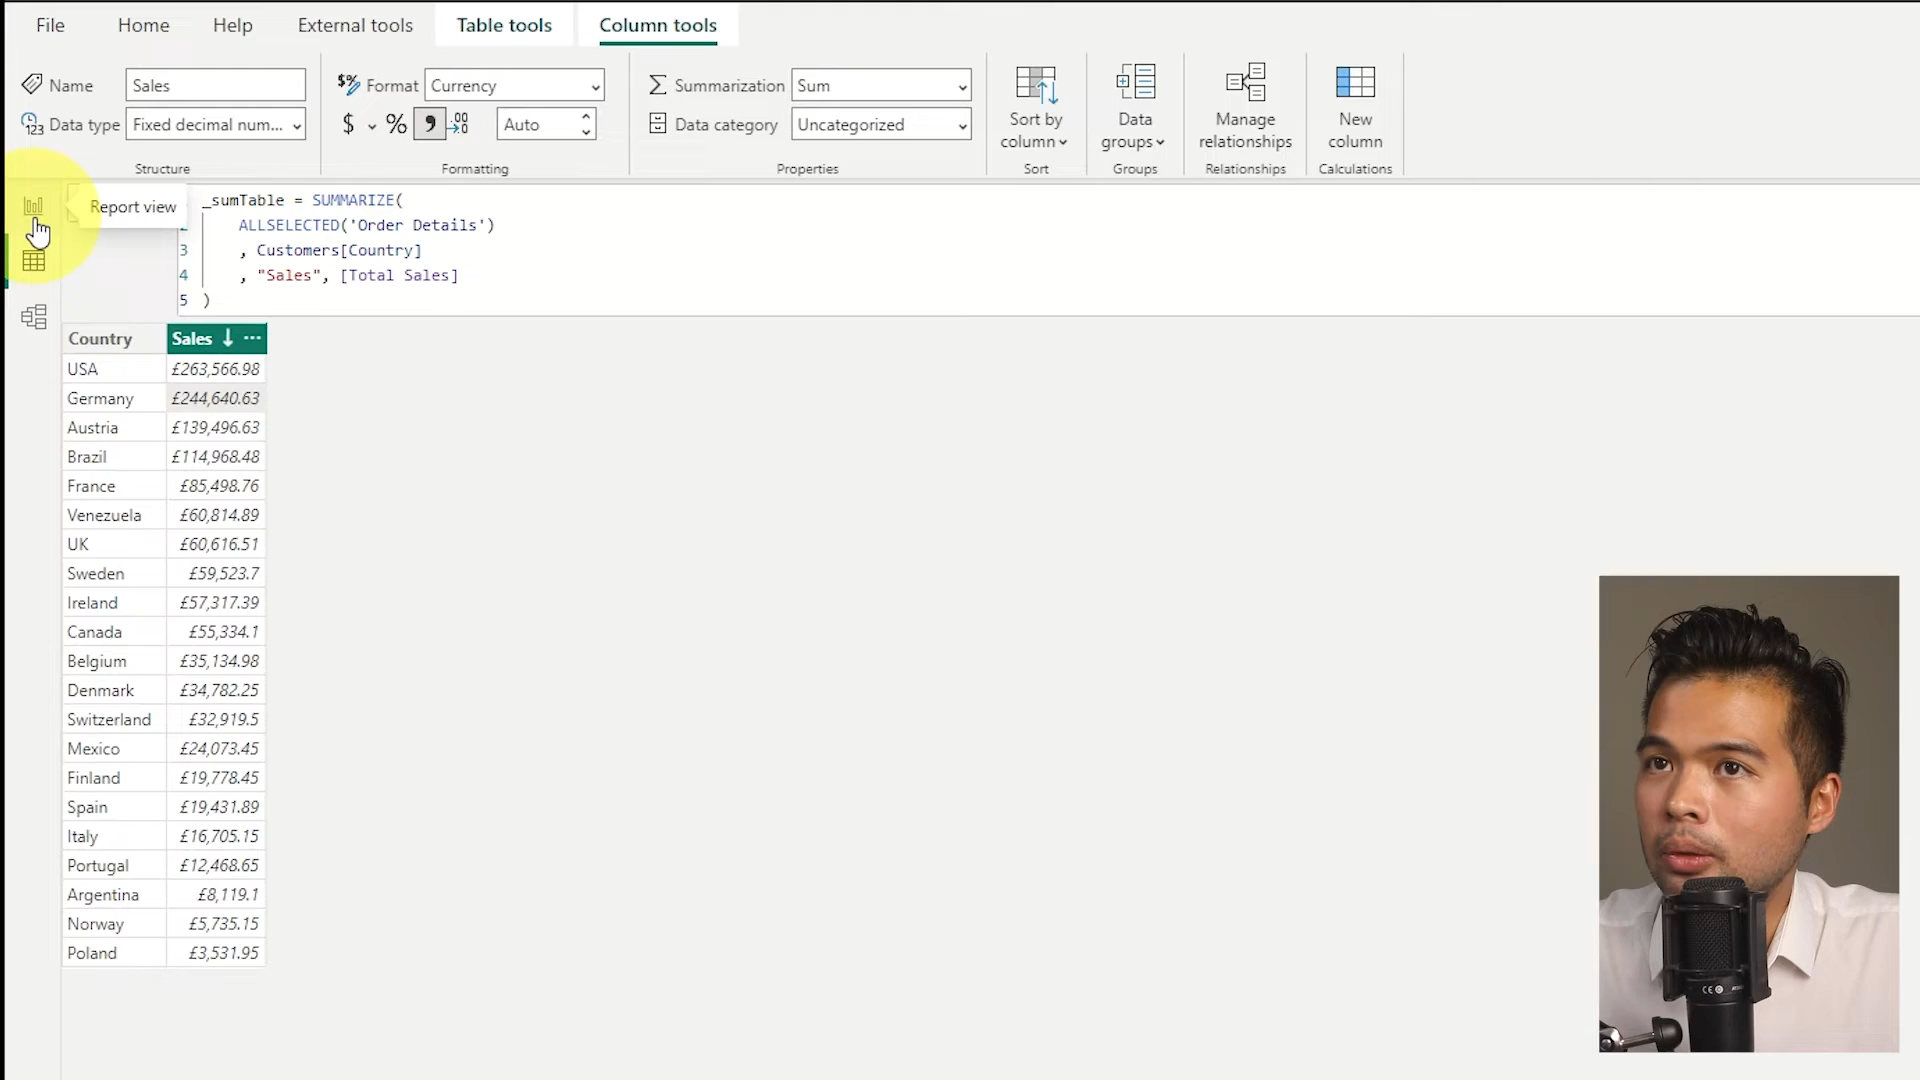 File Home Help External tools Table tools Column tools
Name Sales
Data type Fixed decimal num...
Structure
$% Format Currency
$ % , .00 Auto
Formatting
Σ Summarization Sum
Data category Uncategorized
Properties
Sort by
column
Sort
Data
groups
Groups
Manage
relationships
Relationships
New
column
Calculations
Report view
_sumTable = SUMMARIZE(
2 ALLSELECTED('Order Details')
3 , Customers[Country]
4 , "Sales", [Total Sales]
5 )
Country Sales
USA £263,566.98
Germany £244,640.63
Austria £139,496.63
Brazil £114,968.48
France £85,498.76
Venezuela £60,814.89
UK £60,616.51
Sweden £59,523.7
Ireland £57,317.39
Canada £55,334.1
Belgium £35,134.98
Denmark £34,782.25
Switzerland £32,919.5
Mexico £24,073.45
Finland £19,778.45
Spain £19,431.89
Italy £16,705.15
Portugal £12,468.65
Argentina £8,119.1
Norway £5,735.15
Poland £3,531.95